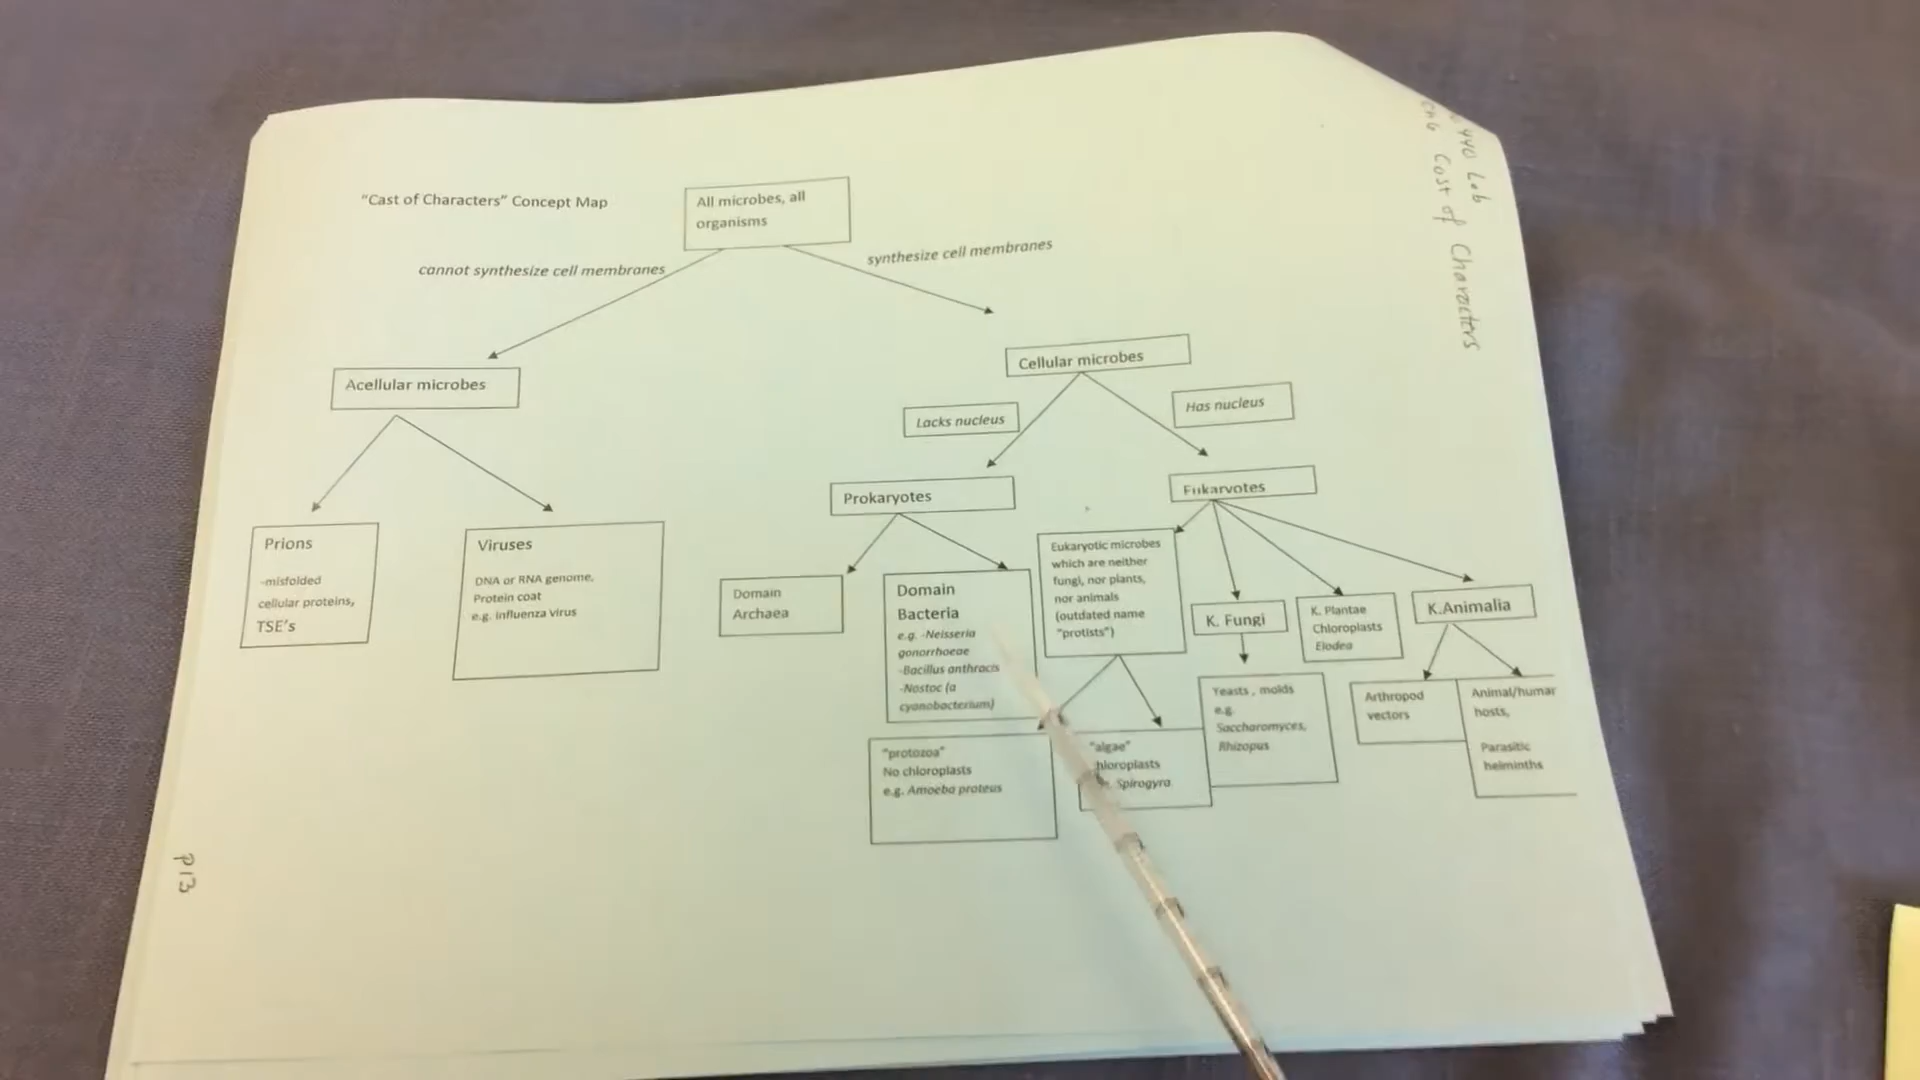 "Cast of Characters" Concept Map
All microbes, all
organisms
cannot synthesize cell membranes
synthesize cell membranes
Acellular microbes
Cellular microbes
Lacks nucleus
Has nucleus
Prokaryotes
Eukaryotes
Prions
-misfolded
cellular proteins,
TSE's
Viruses
DNA or RNA genome,
Protein coat
e.g. influenza virus
Domain
Archaea
Domain
Bacteria
e.g. -Neisseria
gonorrhoeae
-Bacillus anthracis
-Nostoc (a
cyanobacterium)
Eukaryotic microbes
which are neither
fungi, nor plants,
nor animals
(outdated name
"protists")
K. Fungi
K. Plantae
Chloroplasts
Elodea
K.Animalia
"protozoa"
No chloroplasts
e.g. Amoeba proteus
"algae"
hloroplasts
Spirogyra
Yeasts , molds
e.g.
Saccharomyces,
Rhizopus
Arthropod
vectors
Animal/human
hosts,
Parasitic
helminths
440 Lab
Cast of Characters
p13